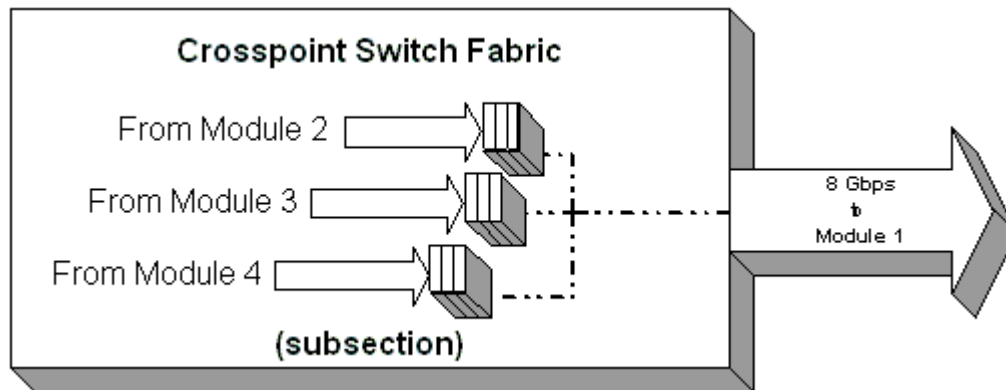 Crosspoint Switch Fabric
From Module 2
From Module 3
From Module 4
(subsection)
8 Gbps
to
Module 1